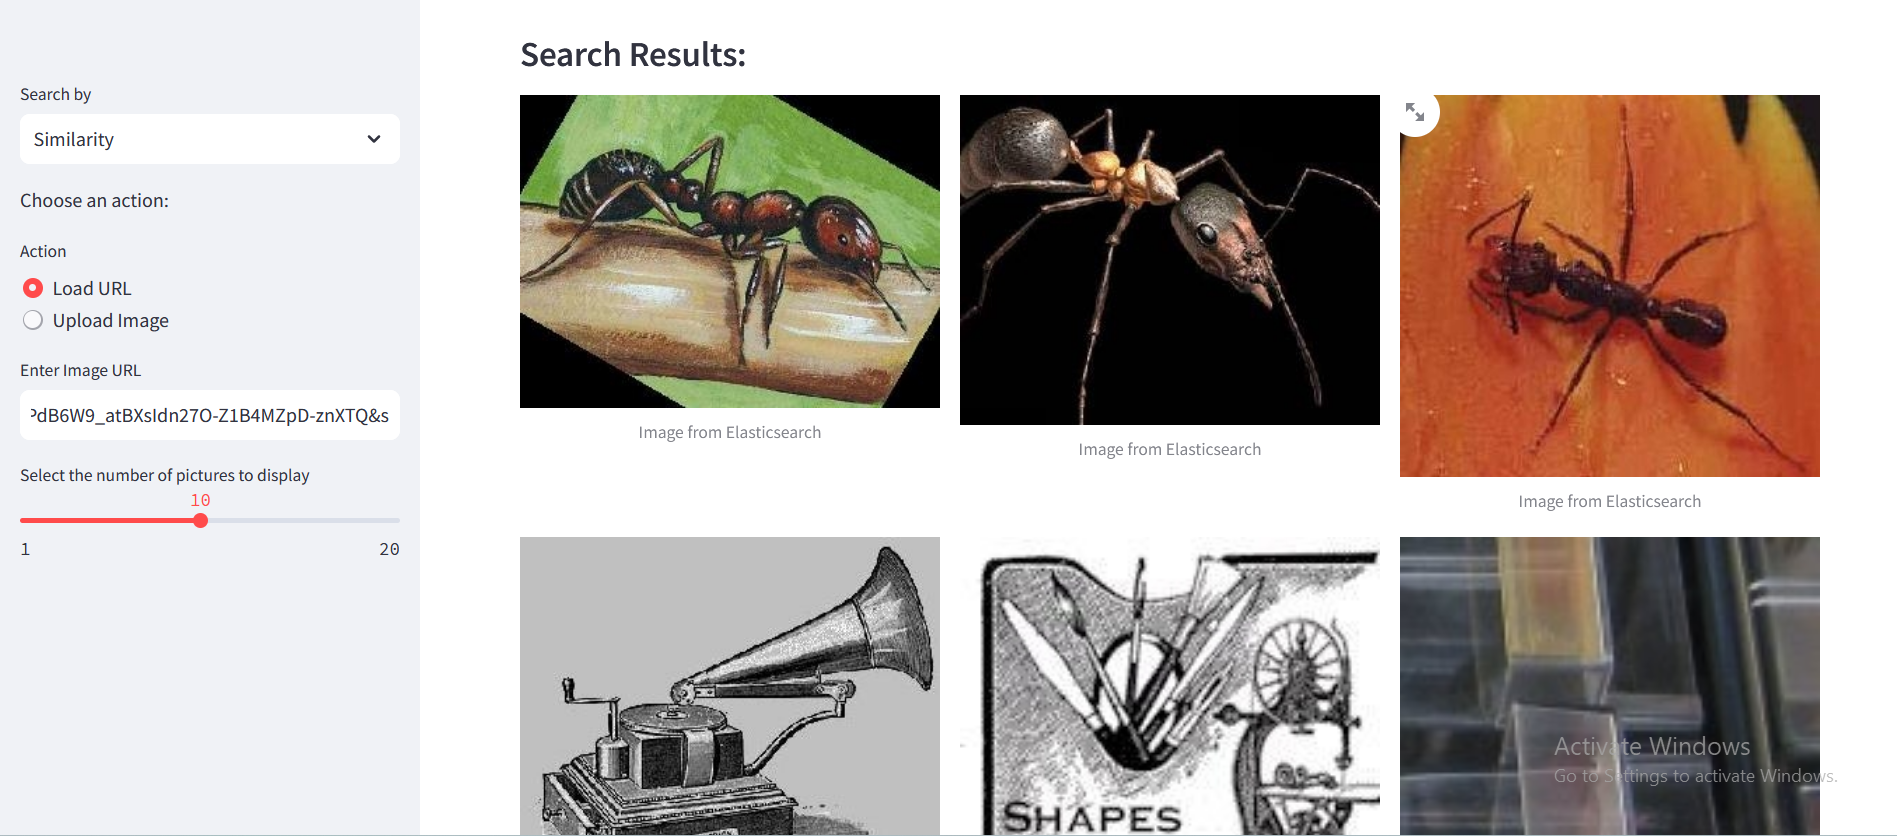 Search by
Similarity
Choose an action:
Action
Load URL
Upload Image
Enter Image URL
PdB6W9_atBXsIdn27O-Z1B4MZpD-znXTQ&s
Select the number of pictures to display
10
1
20
Search Results:
Image from Elasticsearch
Image from Elasticsearch
Image from Elasticsearch
SHAPES
Activate Windows
Go to Settings to activate Windows.